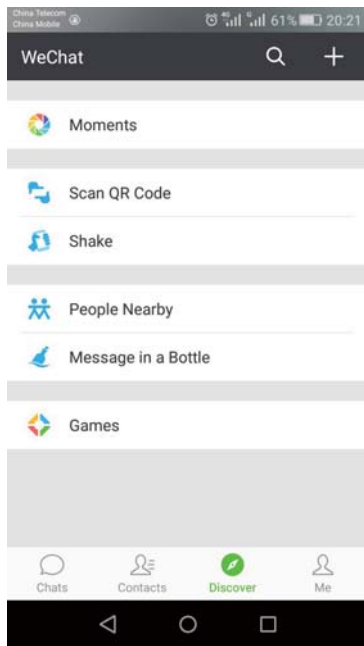 China Telecom
China Mobile
4G
G
61%
20:21
WeChat
Moments
Scan QR Code
Shake
People Nearby
Message in a Bottle
Games
Chats
Contacts
Discover
Me